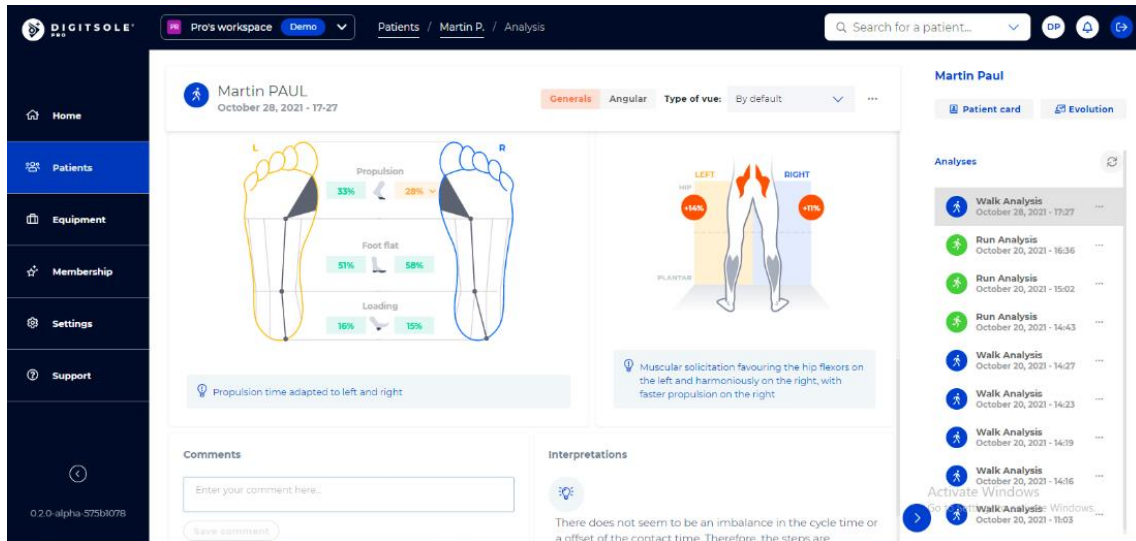 DIGITSOLE
PRO
PR Pro's workspace Demo
Patients / Martin P. / Analysis
Search for a patient...
DP
Home
Patients
Equipment
Membership
Settings
Support
0.2.0-alpha-575b1078
Martin PAUL
October 28, 2021 - 17-27
Generals Angular Type of vue: By default
L R
Propulsion
33% 28%
Foot flat
51% 58%
Loading
16% 15%
Propulsion time adapted to left and right
LEFT RIGHT
HIP
+14% +11%
PLANTAR
Muscular solicitation favouring the hip flexors on
the left and harmoniously on the right, with
faster propulsion on the right
Comments
Enter your comment here...
Save comment
Interpretations
There does not seem to be an imbalance in the cycle time or
a offset of the contact time. Therefore, the steps are
Martin Paul
Patient card Evolution
Analyses
Walk Analysis
October 28, 2021 - 17:27
Run Analysis
October 20, 2021 - 16:36
Run Analysis
October 20, 2021 - 15:02
Run Analysis
October 20, 2021 - 14:43
Walk Analysis
October 20, 2021 - 14:27
Walk Analysis
October 20, 2021 - 14:23
Walk Analysis
October 20, 2021 - 14:19
Walk Analysis
October 20, 2021 - 14:16
Activate Windows
Go to Windows.
Walk Analysis
October 20, 2021 - 11:03